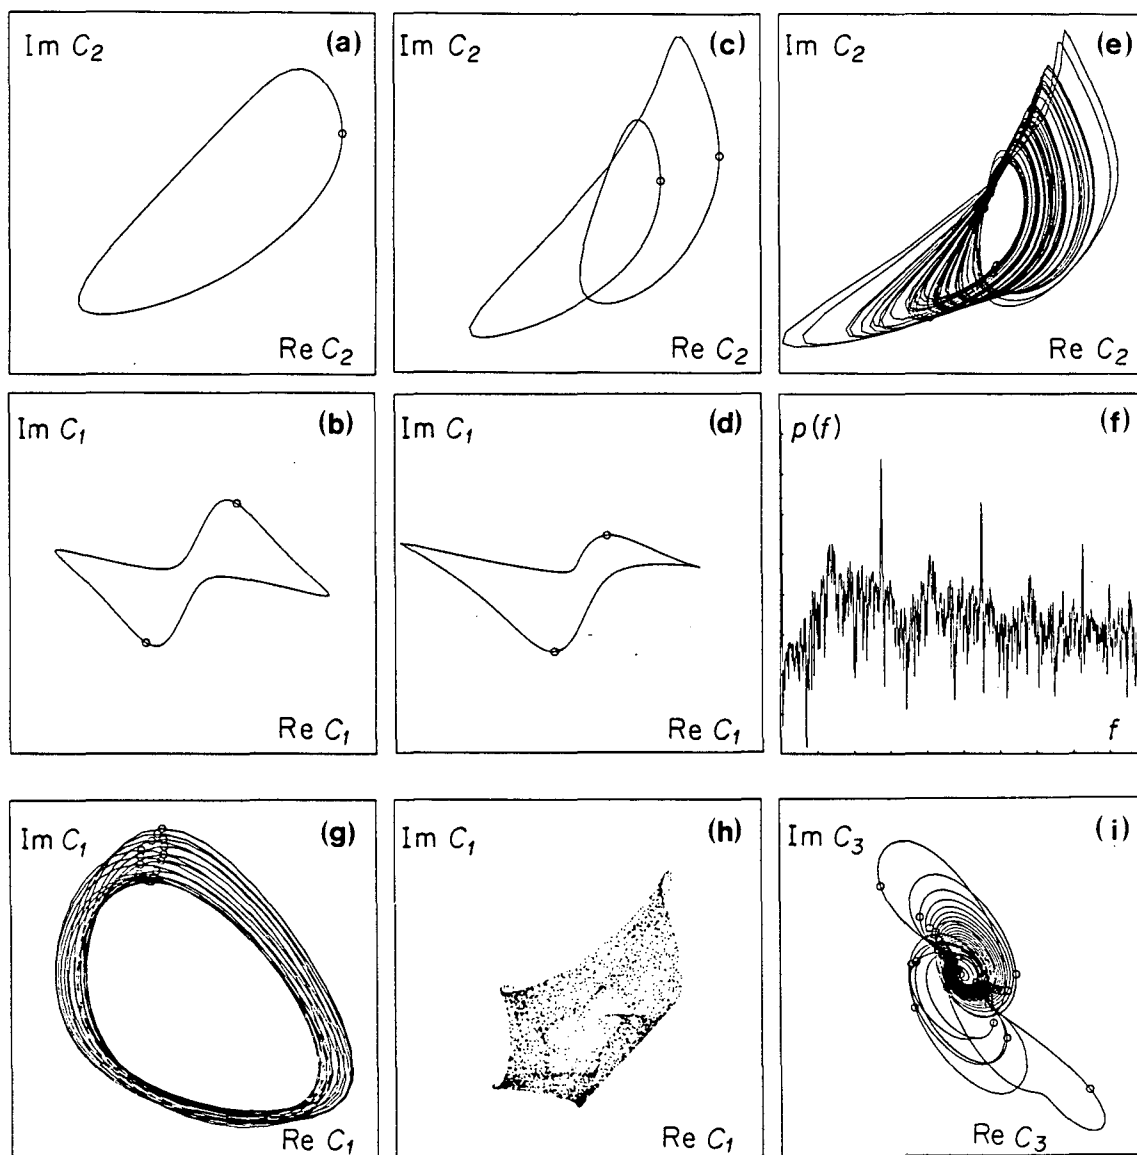 Im C₂ (a)
Re C₂
Im C₂ (c)
Re C₂
Im C₂ (e)
Re C₂
Im C₁ (b)
Re C₁
Im C₁ (d)
Re C₁
p(f) (f)
f
Im C₁ (g)
Re C₁
Im C₁ (h)
Re C₁
Im C₃ (i)
Re C₃